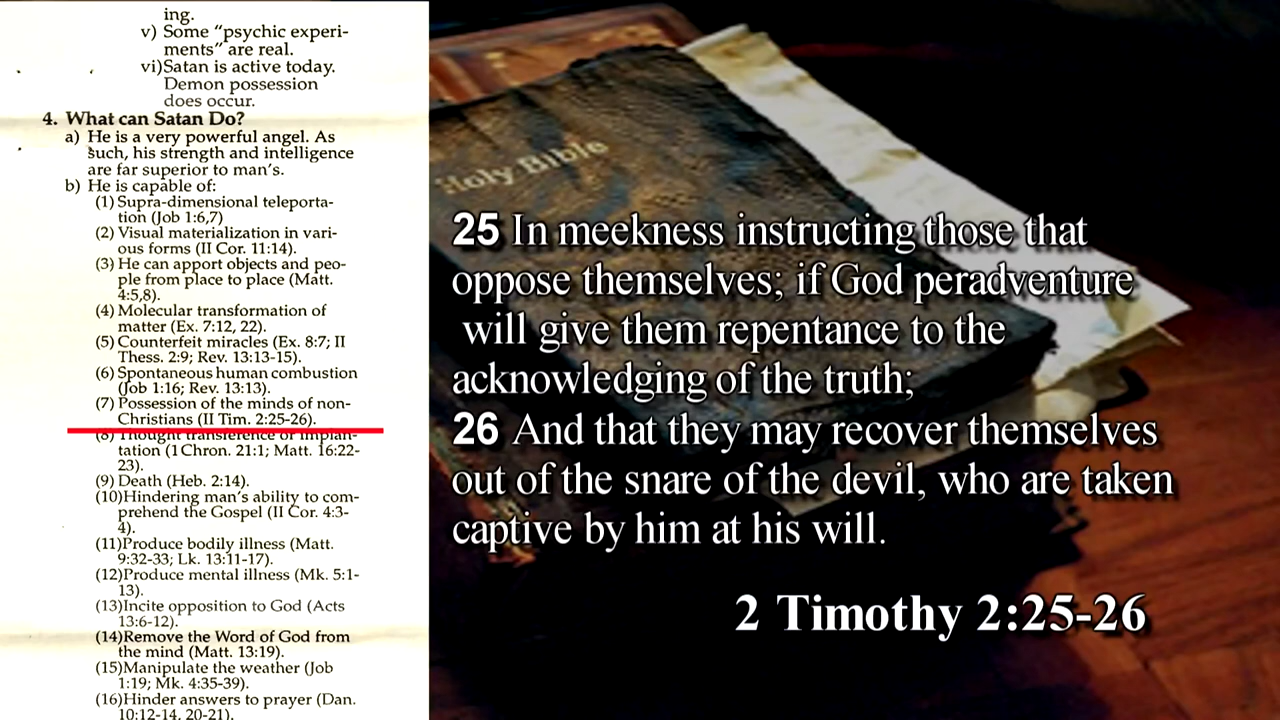 ing.
v) Some “psychic experi-
ments” are real.
vi)Satan is active today.
Demon possession
does occur.
4. What can Satan Do?
a) He is a very powerful angel. As
such, his strength and intelligence
are far superior to man's.
b) He is capable of:
(1) Supra-dimensional teleporta-
tion (Job 1:6,7)
(2) Visual materialization in vari-
ous forms (II Cor. 11:14).
(3) He can apport objects and peo-
ple from place to place (Matt.
4:5,8).
(4) Molecular transformation of
matter (Ex. 7:12, 22).
(5) Counterfeit miracles (Ex. 8:7; II
Thess. 2:9; Rev. 13:13-15).
(6) Spontaneous human combustion
(Job 1:16; Rev. 13:13).
(7) Possession of the minds of non-
Christians (II Tim. 2:25-26).
(8) Thought transference or implan-
tation (1 Chron. 21:1; Matt. 16:22-
23).
(9) Death (Heb. 2:14).
(10)Hindering man's ability to com-
prehend the Gospel (II Cor. 4:3-
4).
(11)Produce bodily illness (Matt.
9:32-33; Lk. 13:11-17).
(12)Produce mental illness (Mk. 5:1-
13).
(13)Incite opposition to God (Acts
13:6-12).
(14)Remove the Word of God from
the mind (Matt. 13:19).
(15)Manipulate the weather (Job
1:19; Mk. 4:35-39).
(16)Hinder answers to prayer (Dan.
10:12-14, 20-21).
Holy Bible
25 In meekness instructing those that
oppose themselves; if God peradventure
will give them repentance to the
acknowledging of the truth;
26 And that they may recover themselves
out of the snare of the devil, who are taken
captive by him at his will.
2 Timothy 2:25-26